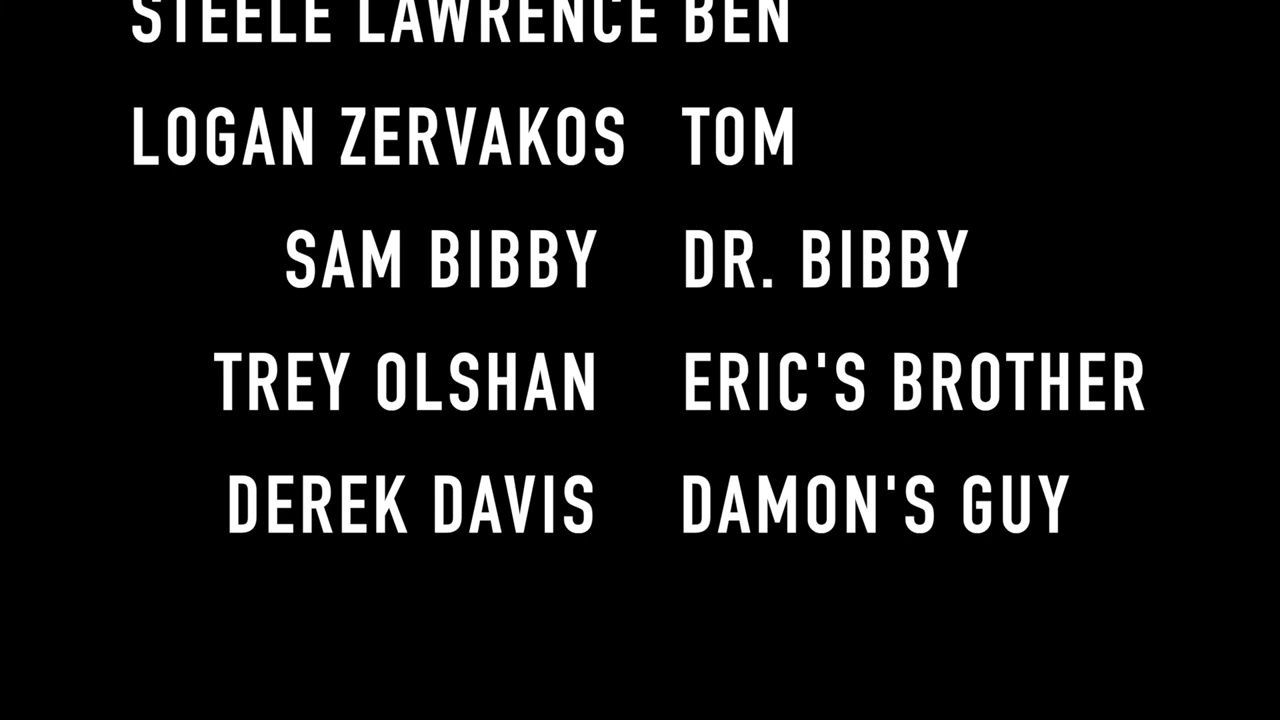 STEELE LAWRENCE BEN
LOGAN ZERVAKOS TOM
SAM BIBBY DR. BIBBY
TREY OLSHAN ERIC'S BROTHER
DEREK DAVIS DAMON'S GUY